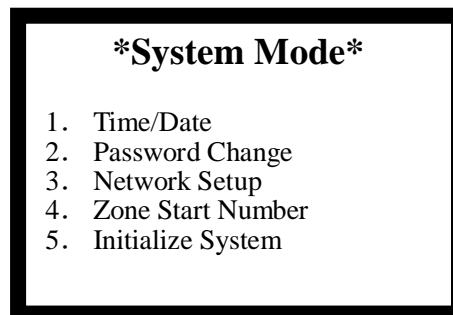 *System Mode*
1. Time/Date
2. Password Change
3. Network Setup
4. Zone Start Number
5. Initialize System